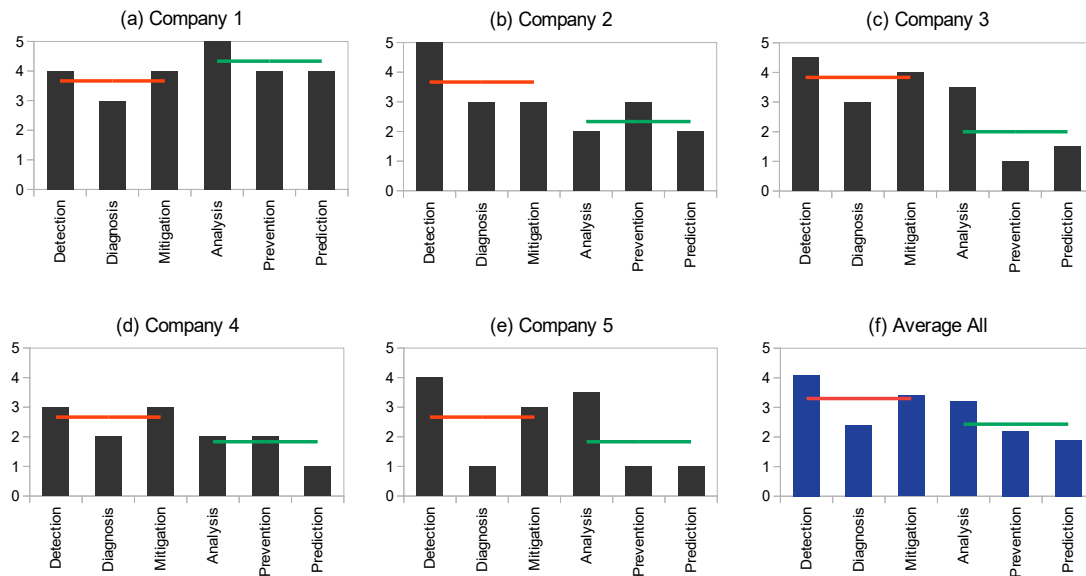 (a) Company 1
5
4
3
2
1
0
Detection
Diagnosis
Mitigation
Analysis
Prevention
Prediction
(b) Company 2
5
4
3
2
1
0
Detection
Diagnosis
Mitigation
Analysis
Prevention
Prediction
(c) Company 3
5
4
3
2
1
0
Detection
Diagnosis
Mitigation
Analysis
Prevention
Prediction
(d) Company 4
5
4
3
2
1
0
Detection
Diagnosis
Mitigation
Analysis
Prevention
Prediction
(e) Company 5
5
4
3
2
1
0
Detection
Diagnosis
Mitigation
Analysis
Prevention
Prediction
(f) Average All
5
4
3
2
1
0
Detection
Diagnosis
Mitigation
Analysis
Prevention
Prediction